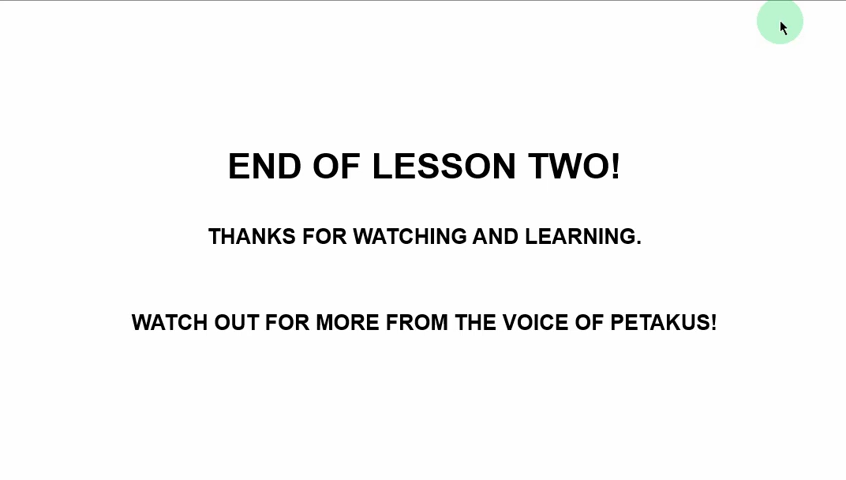 END OF LESSON TWO!
THANKS FOR WATCHING AND LEARNING.
WATCH OUT FOR MORE FROM THE VOICE OF PETAKUS!